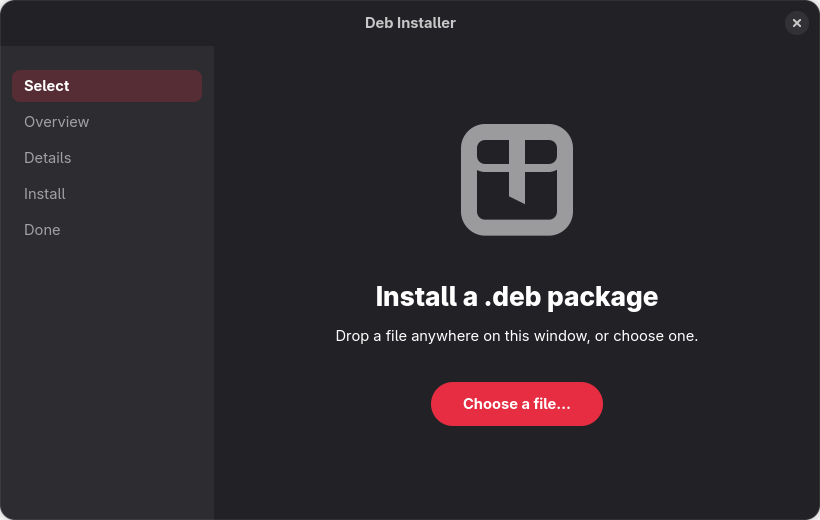 Deb Installer
Select
Overview
Details
Install
Done
Install a .deb package
Drop a file anywhere on this window, or choose one.
Choose a file...